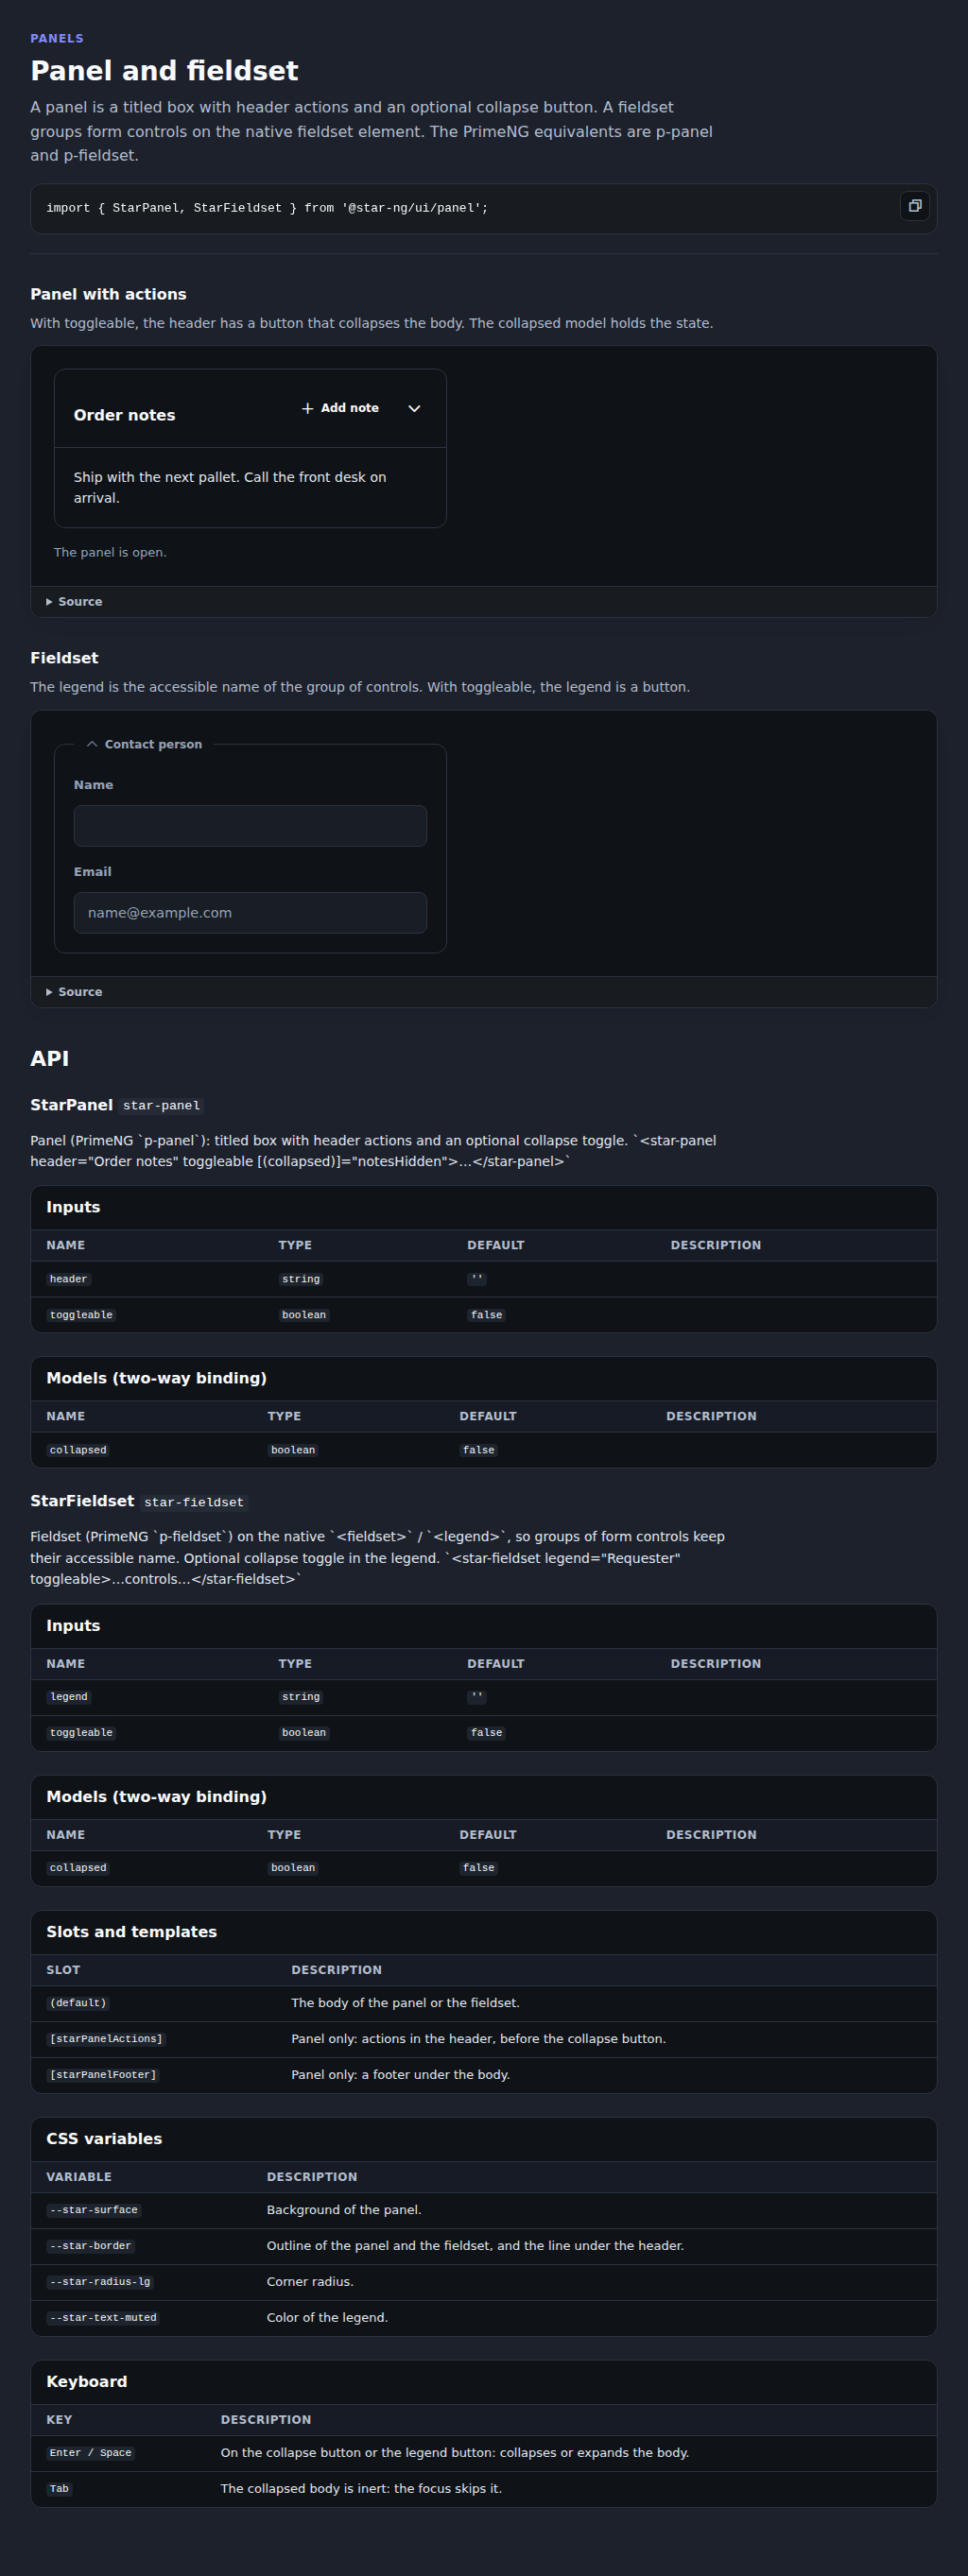 PANELS
Panel and fieldset
A panel is a titled box with header actions and an optional collapse button. A fieldset
groups form controls on the native fieldset element. The PrimeNG equivalents are p-panel
and p-fieldset.
import { StarPanel, StarFieldset } from '@star-ng/ui/panel';
Panel with actions
With toggleable, the header has a button that collapses the body. The collapsed model holds the state.
Order notes
Add note
Ship with the next pallet. Call the front desk on
arrival.
The panel is open.
Source
Fieldset
The legend is the accessible name of the group of controls. With toggleable, the legend is a button.
Contact person
Name
Email
name@example.com
Source
API
StarPanel star-panel
Panel (PrimeNG `p-panel`): titled box with header actions and an optional collapse toggle. `<star-panel
header="Order notes" toggleable [(collapsed)]="notesHidden">…</star-panel>`
Inputs
NAME TYPE DEFAULT DESCRIPTION
header string ''
toggleable boolean false
Models (two-way binding)
NAME TYPE DEFAULT DESCRIPTION
collapsed boolean false
StarFieldset star-fieldset
Fieldset (PrimeNG `p-fieldset`) on the native `<fieldset>` / `<legend>`, so groups of form controls keep
their accessible name. Optional collapse toggle in the legend. `<star-fieldset legend="Requester"
toggleable>…controls…</star-fieldset>`
Inputs
NAME TYPE DEFAULT DESCRIPTION
legend string ''
toggleable boolean false
Models (two-way binding)
NAME TYPE DEFAULT DESCRIPTION
collapsed boolean false
Slots and templates
SLOT DESCRIPTION
(default) The body of the panel or the fieldset.
[starPanelActions] Panel only: actions in the header, before the collapse button.
[starPanelFooter] Panel only: a footer under the body.
CSS variables
VARIABLE DESCRIPTION
--star-surface Background of the panel.
--star-border Outline of the panel and the fieldset, and the line under the header.
--star-radius-lg Corner radius.
--star-text-muted Color of the legend.
Keyboard
KEY DESCRIPTION
Enter / Space On the collapse button or the legend button: collapses or expands the body.
Tab The collapsed body is inert: the focus skips it.